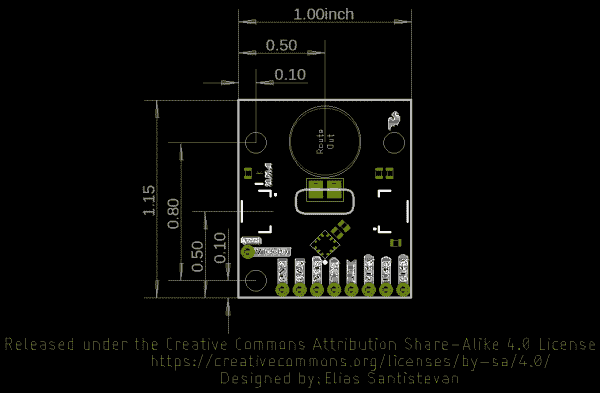 1.00inch
0.50
0.10
Route
Out
1.15
0.80
0.50
0.10
Released under the Creative Commons Attribution Share-Alike 4.0 License
https://creativecommons.org/licenses/by-sa/4.0/
Designed by: Elias Santistevan